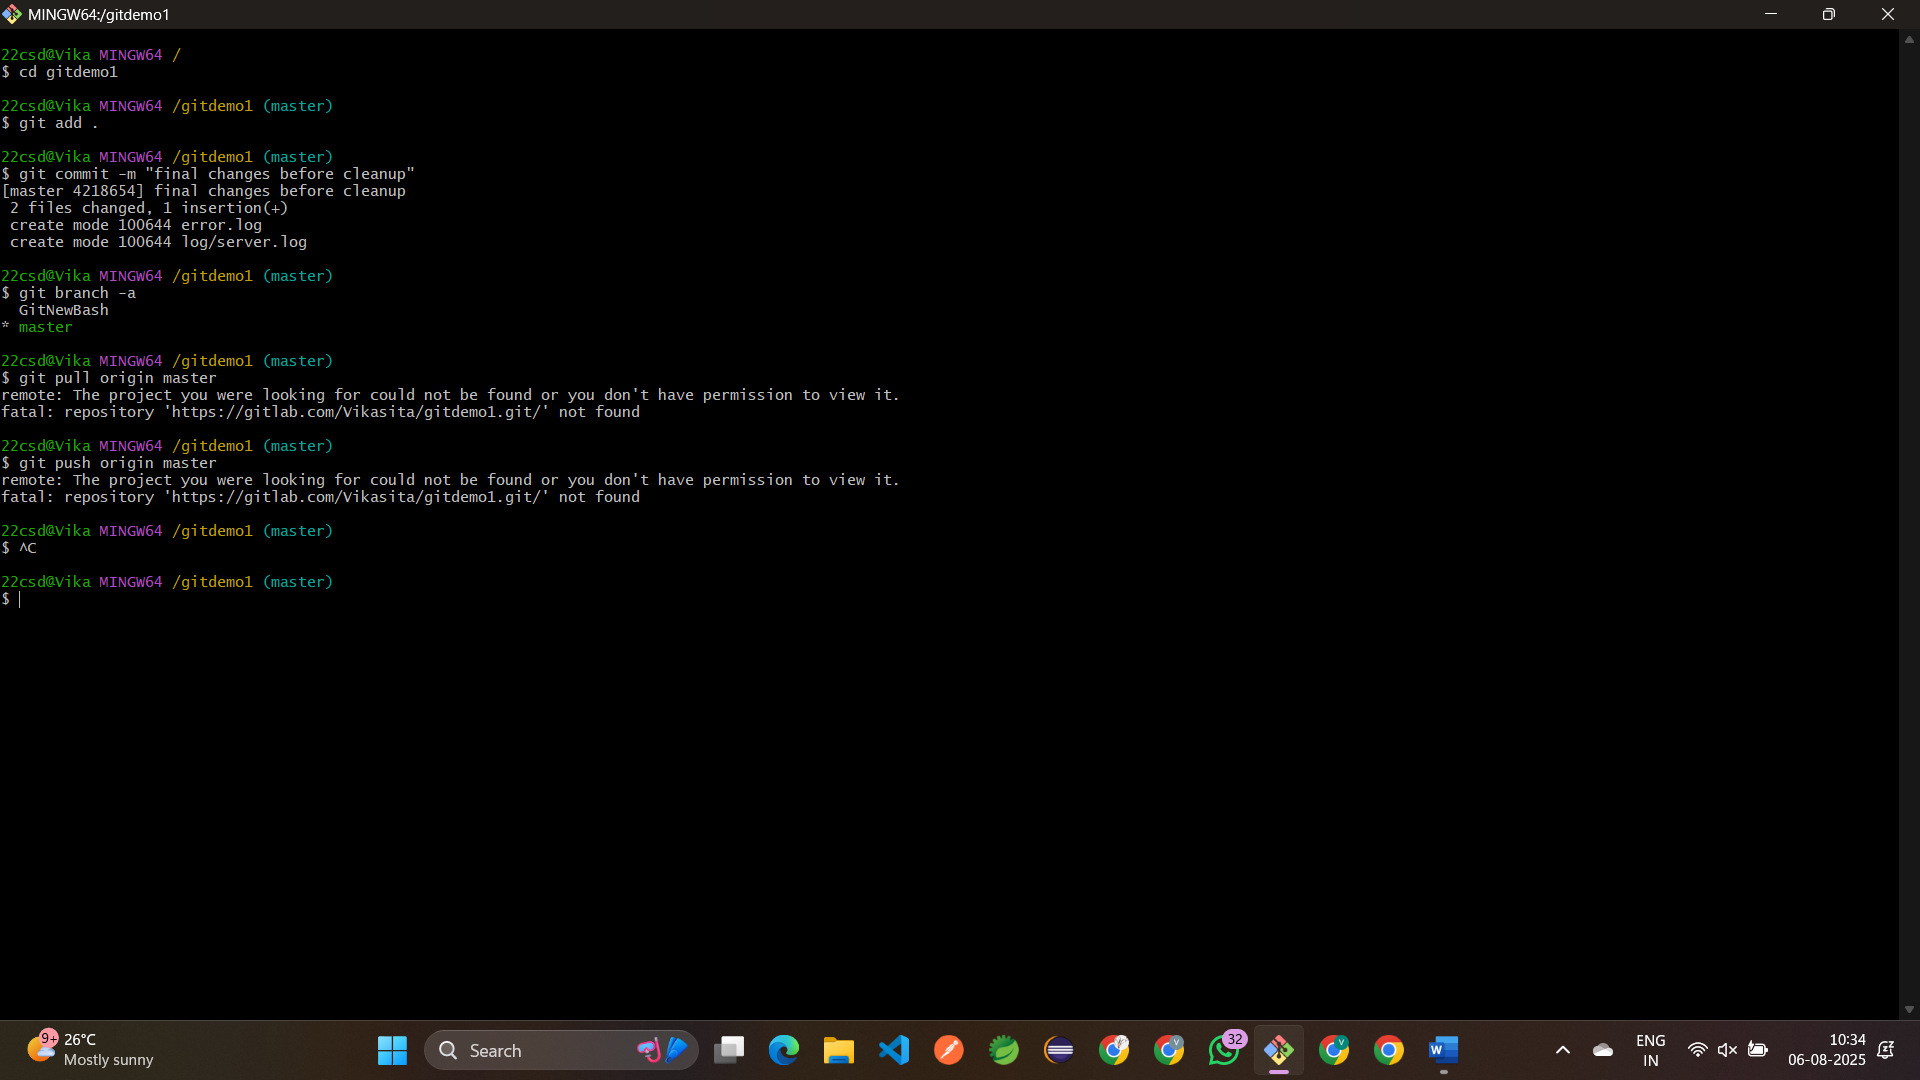 MINGW64:/gitdemo1
22csd@Vika MINGW64 /
$ cd gitdemo1
22csd@Vika MINGW64 /gitdemo1 (master)
$ git add .
22csd@Vika MINGW64 /gitdemo1 (master)
$ git commit -m "final changes before cleanup"
[master 4218654] final changes before cleanup
 2 files changed, 1 insertion(+)
 create mode 100644 error.log
 create mode 100644 log/server.log
22csd@Vika MINGW64 /gitdemo1 (master)
$ git branch -a
  GitNewBash
* master
22csd@Vika MINGW64 /gitdemo1 (master)
$ git pull origin master
remote: The project you were looking for could not be found or you don't have permission to view it.
fatal: repository 'https://gitlab.com/Vikasita/gitdemo1.git/' not found
22csd@Vika MINGW64 /gitdemo1 (master)
$ git push origin master
remote: The project you were looking for could not be found or you don't have permission to view it.
fatal: repository 'https://gitlab.com/Vikasita/gitdemo1.git/' not found
22csd@Vika MINGW64 /gitdemo1 (master)
$ ^C
22csd@Vika MINGW64 /gitdemo1 (master)
$
9+
26°C
Mostly sunny
Search
V
32
V
W
ENG
IN
10:34
06-08-2025